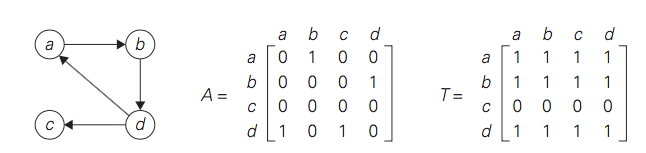 a b
c d
a b c d
A =
a 0 1 0 0
b 0 0 0 1
c 0 0 0 0
d 1 0 1 0
a b c d
T =
a 1 1 1 1
b 1 1 1 1
c 0 0 0 0
d 1 1 1 1